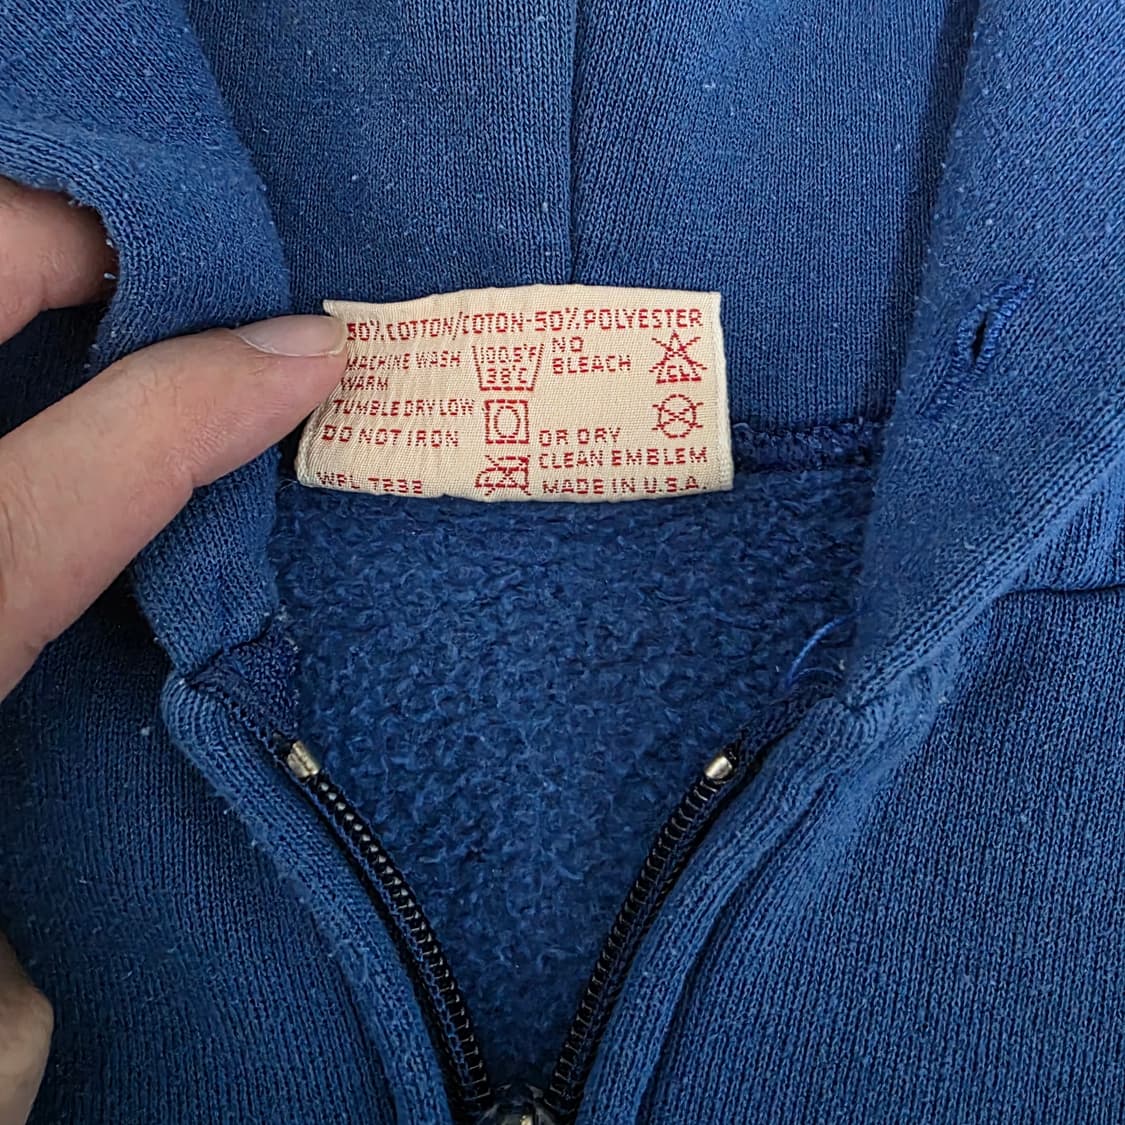 50% COTTON/COTON-50% POLYESTER
MACHINE WASH WARM
100.5°F
38°C
NO BLEACH
CL
TUMBLE DRY LOW
DO NOT IRON
OR DRY
CLEAN EMBLEM
WPL 7232
MADE IN U.S.A.